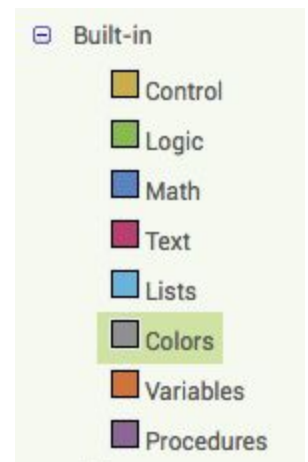 Built-in
Control
Logic
Math
Text
Lists
Colors
Variables
Procedures